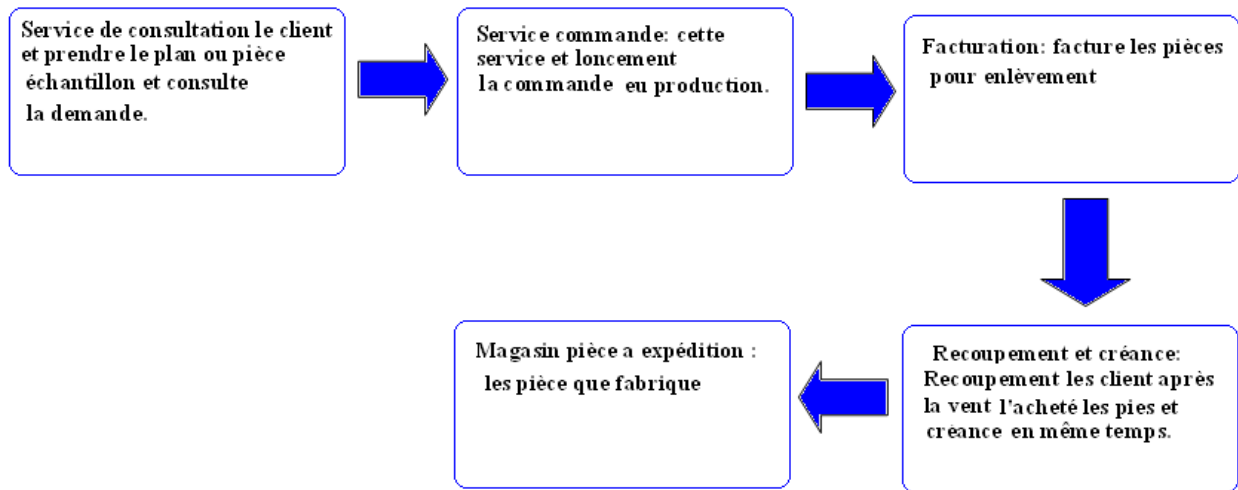 Service de consultation le client
et prendre le plan ou pièce
échantillon et consulte
la demande.
Service commande: cette
service et loncement
la commande eu production.
Facturation: facture les pièces
pour enlèvement
Recoupement et créance:
Recoupement les client après
la vent l'acheté les pies et
créance en même temps.
Magasin pièce a expédition :
les pièce que fabrique